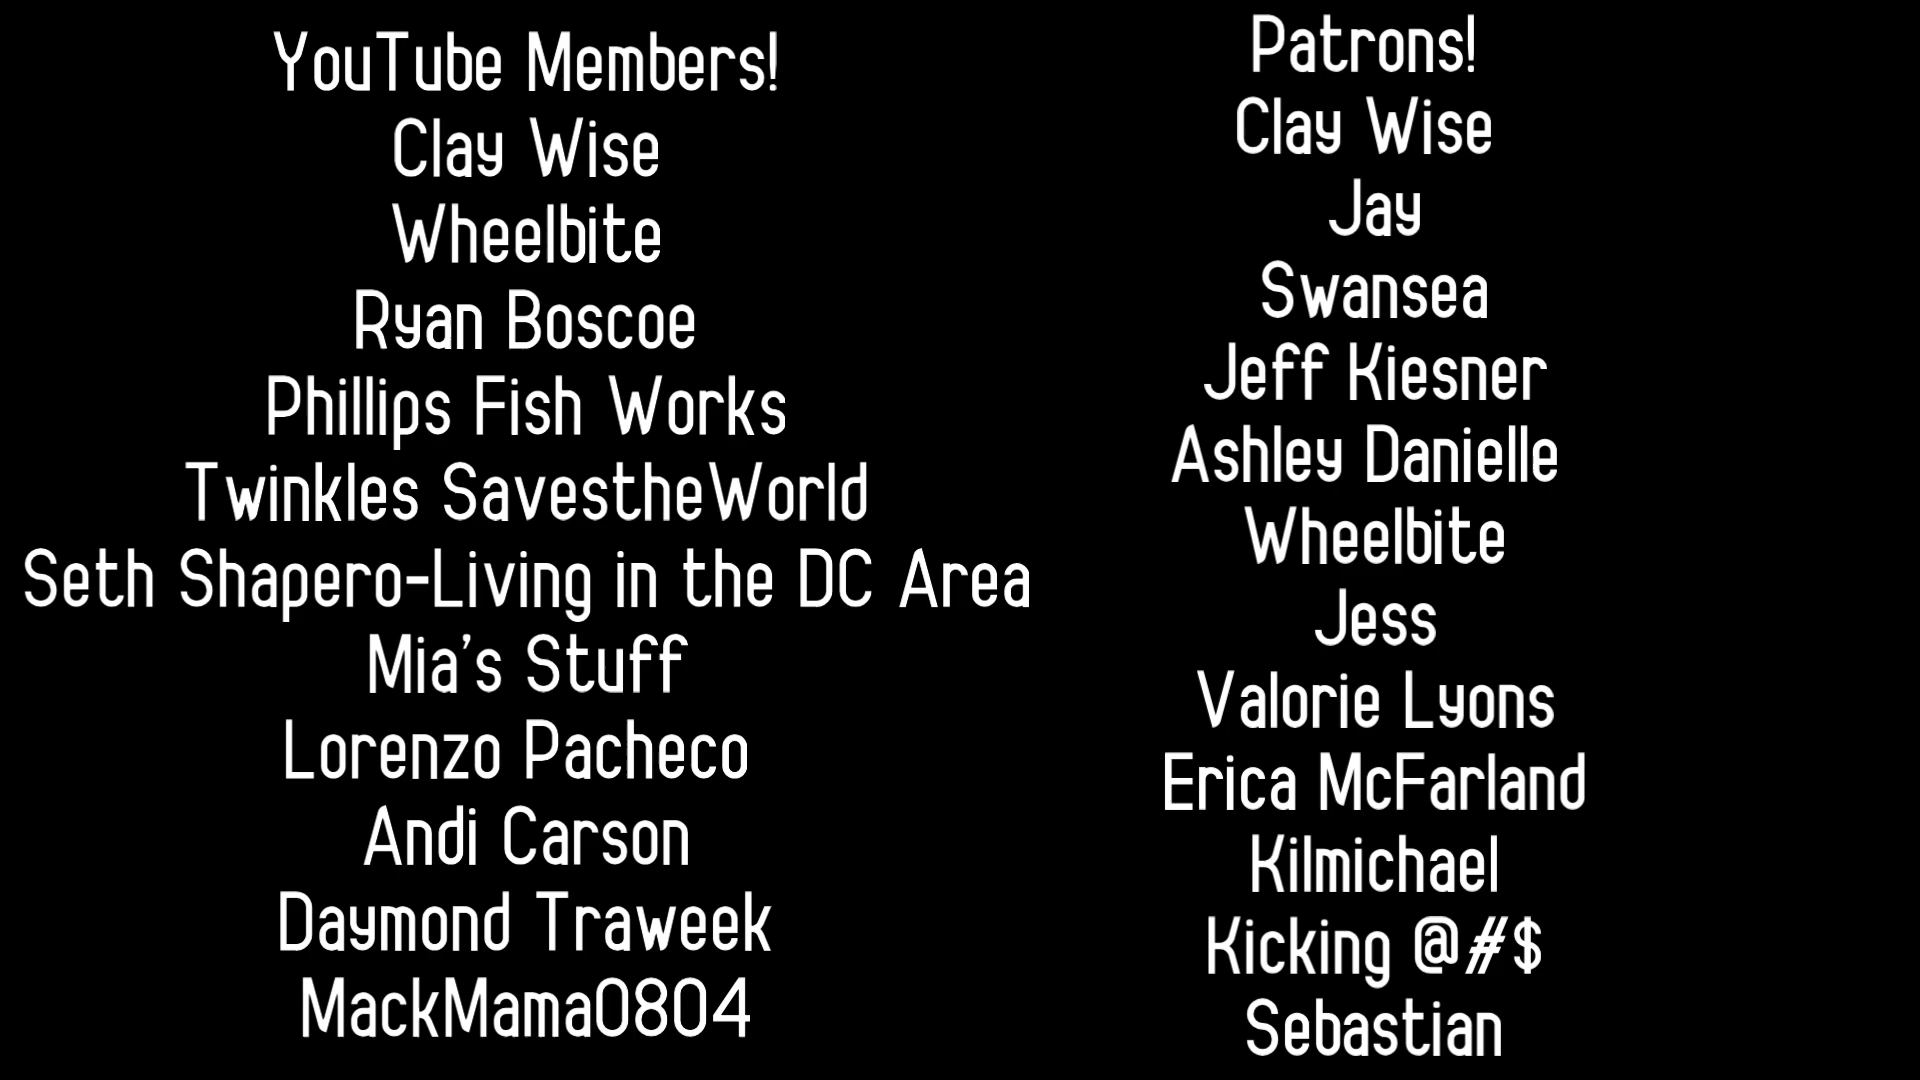 YouTube Members!
Clay Wise
Wheelbite
Ryan Boscoe
Phillips Fish Works
Twinkles SavestheWorld
Seth Shapero-Living in the DC Area
Mia's Stuff
Lorenzo Pacheco
Andi Carson
Daymond Traweek
MackMama0804
Patrons!
Clay Wise
Jay
Swansea
Jeff Kiesner
Ashley Danielle
Wheelbite
Jess
Valorie Lyons
Erica McFarland
Kilmichael
Kicking @#$
Sebastian